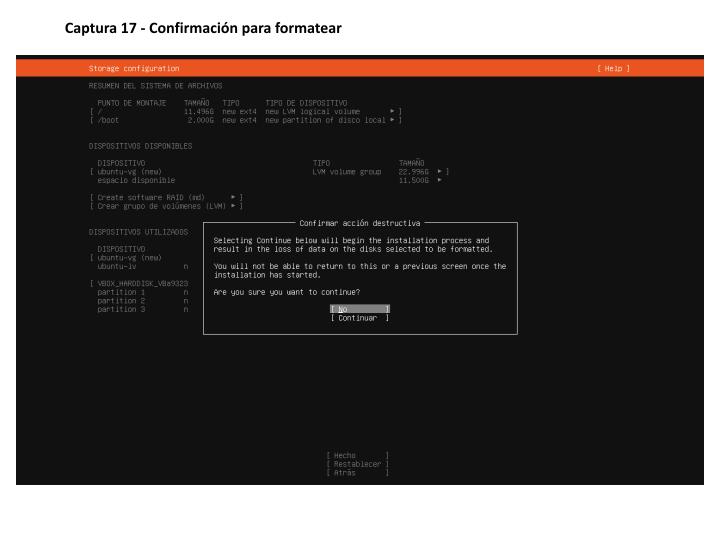 Captura 17 - Confirmación para formatear
Storage configuration [ Help ]
RESUMEN DEL SISTEMA DE ARCHIVOS
PUNTO DE MONTAJE TAMAÑO TIPO TIPO DE DISPOSITIVO
[ / 11.496G new ext4 new LVM logical volume ▸ ]
[ /boot 2.000G new ext4 new partition of disco local ▸ ]
DISPOSITIVOS DISPONIBLES
DISPOSITIVO TIPO TAMAÑO
[ ubuntu-vg (new) LVM volume group 22.996G ▸ ]
espacio disponible 11.500G ▸
[ Create software RAID (md) ▸ ]
[ Crear grupo de volúmenes (LVM) ▸ ]
DISPOSITIVOS UTILIZADOS
Confirmar acción destructiva
Selecting Continue below will begin the installation process and
result in the loss of data on the disks selected to be formatted.
You will not be able to return to this or a previous screen once the
installation has started.
Are you sure you want to continue?
[ No ]
[ Continuar ]
DISPOSITIVO
[ ubuntu-vg (new)
ubuntu-lv n
[ VBOX_HARDDISK_VBa9323
partition 1 n
partition 2 n
partition 3 n
[ Hecho ]
[ Restablecer ]
[ Atrás ]